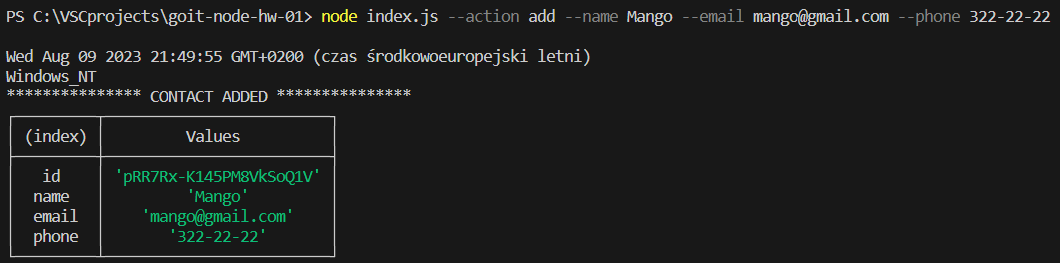 PS C:\VSCprojects\goit-node-hw-01> node index.js --action add --name Mango --email mango@gmail.com --phone 322-22-22
Wed Aug 09 2023 21:49:55 GMT+0200 (czas środkowoeuropejski letni)
Windows_NT
*************** CONTACT ADDED ***************
(index) Values
id 'pRR7Rx-K145PM8VkSoQ1V'
name 'Mango'
email 'mango@gmail.com'
phone '322-22-22'